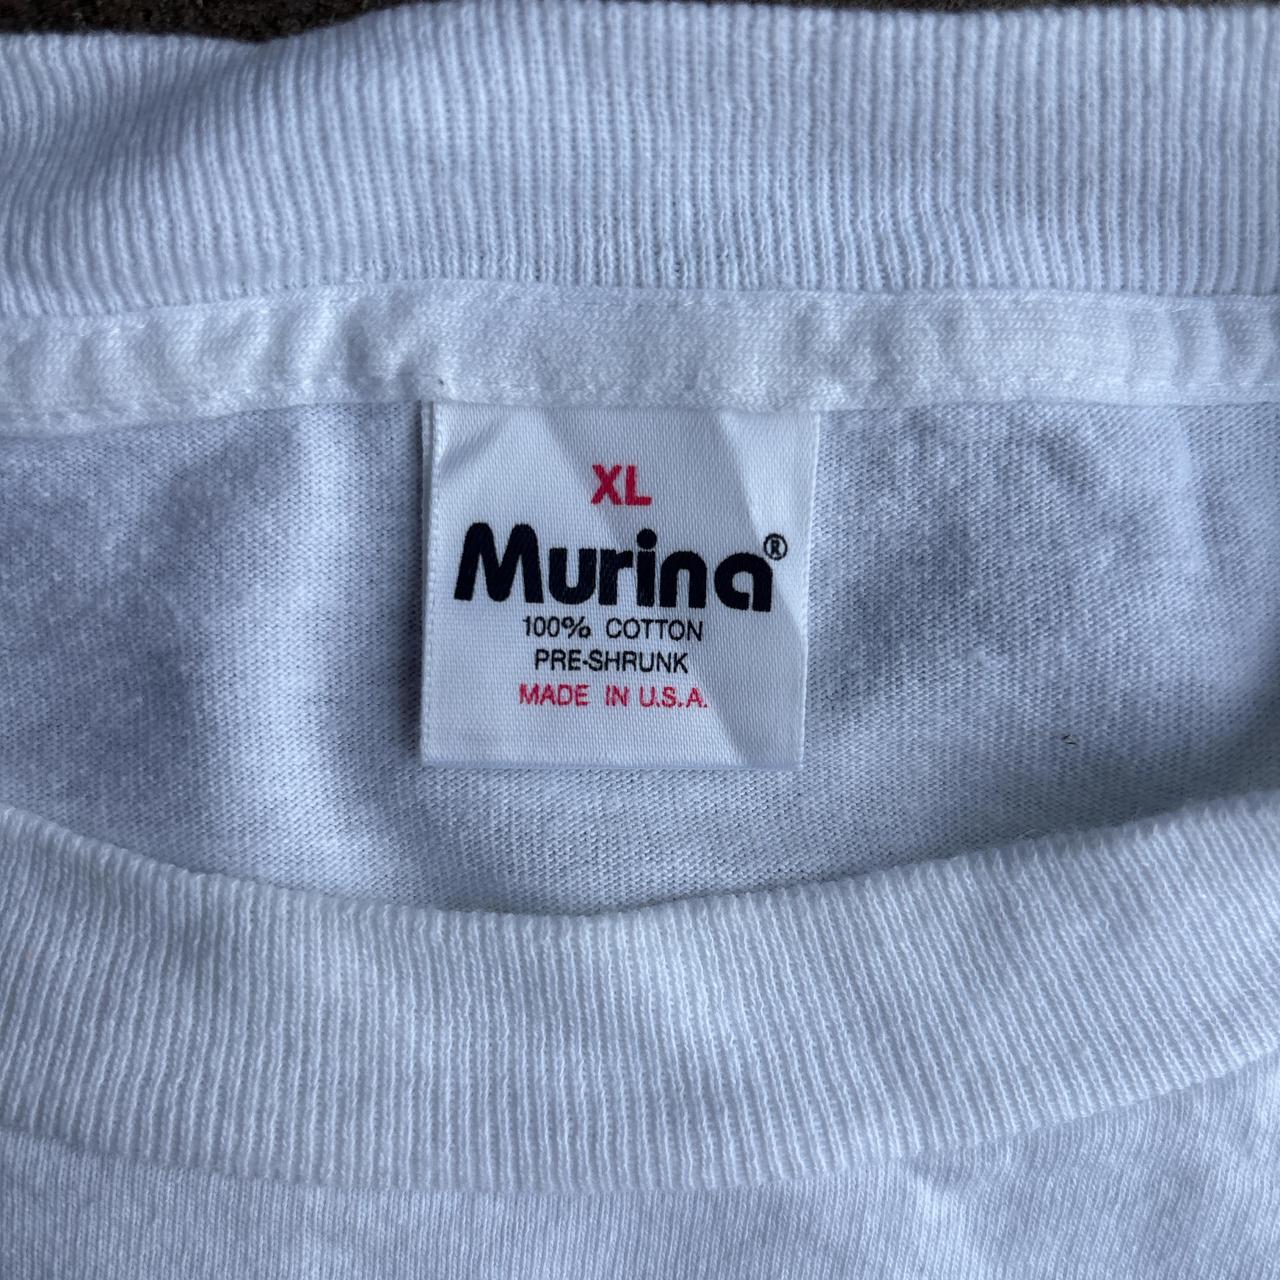 XL
Murina®
100% COTTON
PRE-SHRUNK
MADE IN U.S.A.